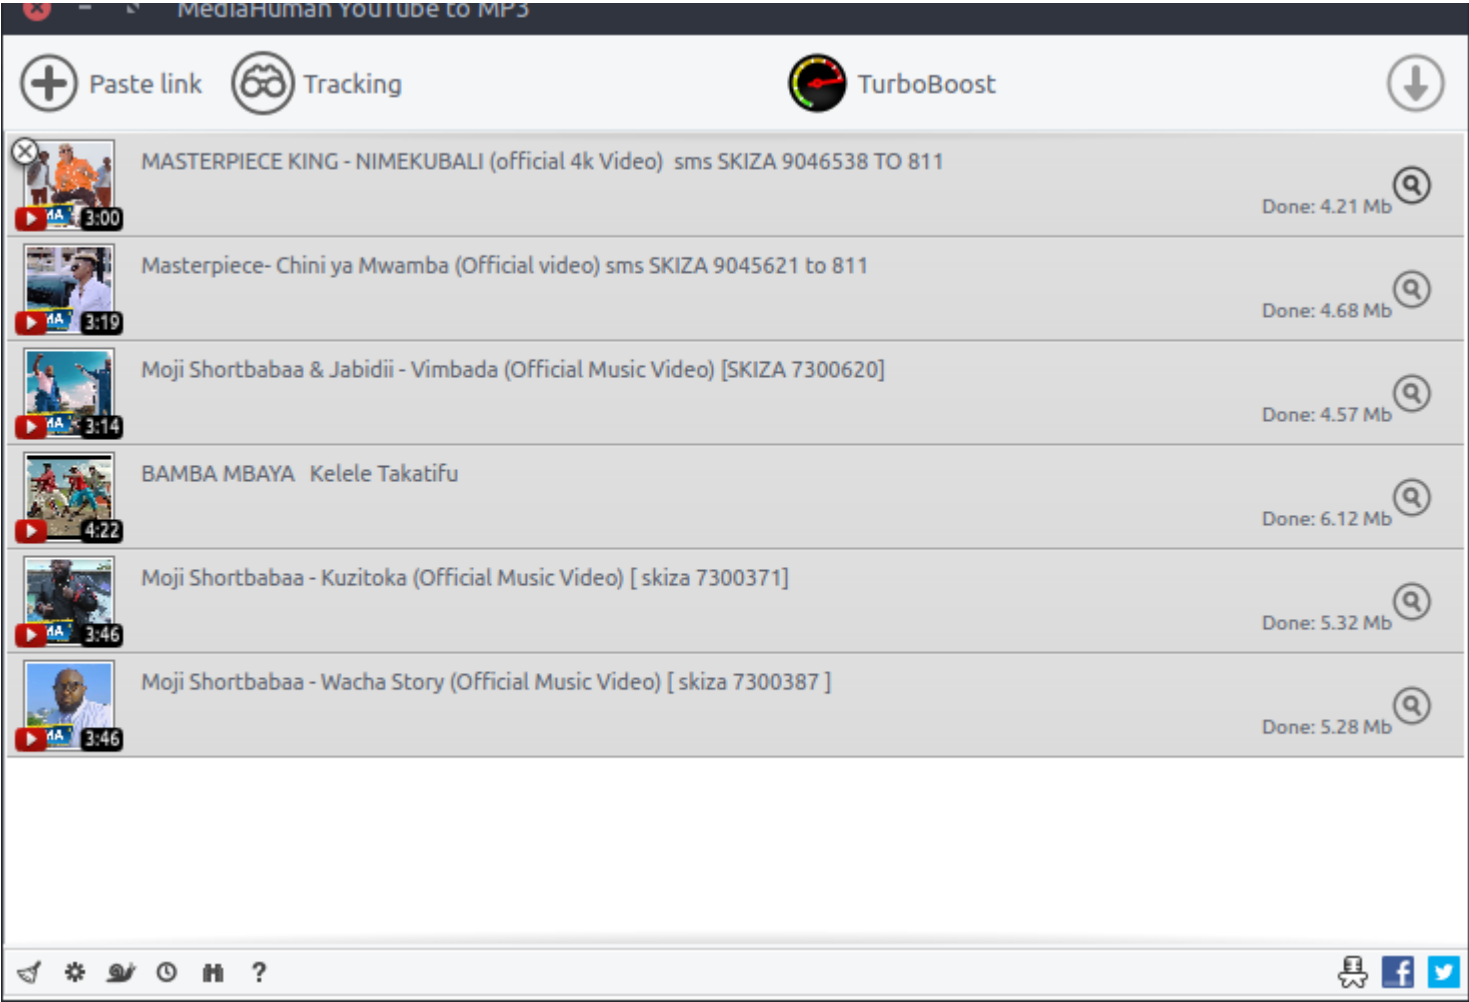 MediaHuman YouTube to MP3
Paste link
Tracking
TurboBoost
MASTERPIECE KING - NIMEKUBALI (official 4k Video)  sms SKIZA 9046538 TO 811
3:00
Done: 4.21 Mb
Masterpiece- Chini ya Mwamba (Official video) sms SKIZA 9045621 to 811
3:19
Done: 4.68 Mb
Moji Shortbabaa & Jabidii - Vimbada (Official Music Video) [SKIZA 7300620]
3:14
Done: 4.57 Mb
BAMBA MBAYA   Kelele Takatifu
4:22
Done: 6.12 Mb
Moji Shortbabaa - Kuzitoka (Official Music Video) [ skiza 7300371]
3:46
Done: 5.32 Mb
Moji Shortbabaa - Wacha Story (Official Music Video) [ skiza 7300387 ]
3:46
Done: 5.28 Mb
?
f